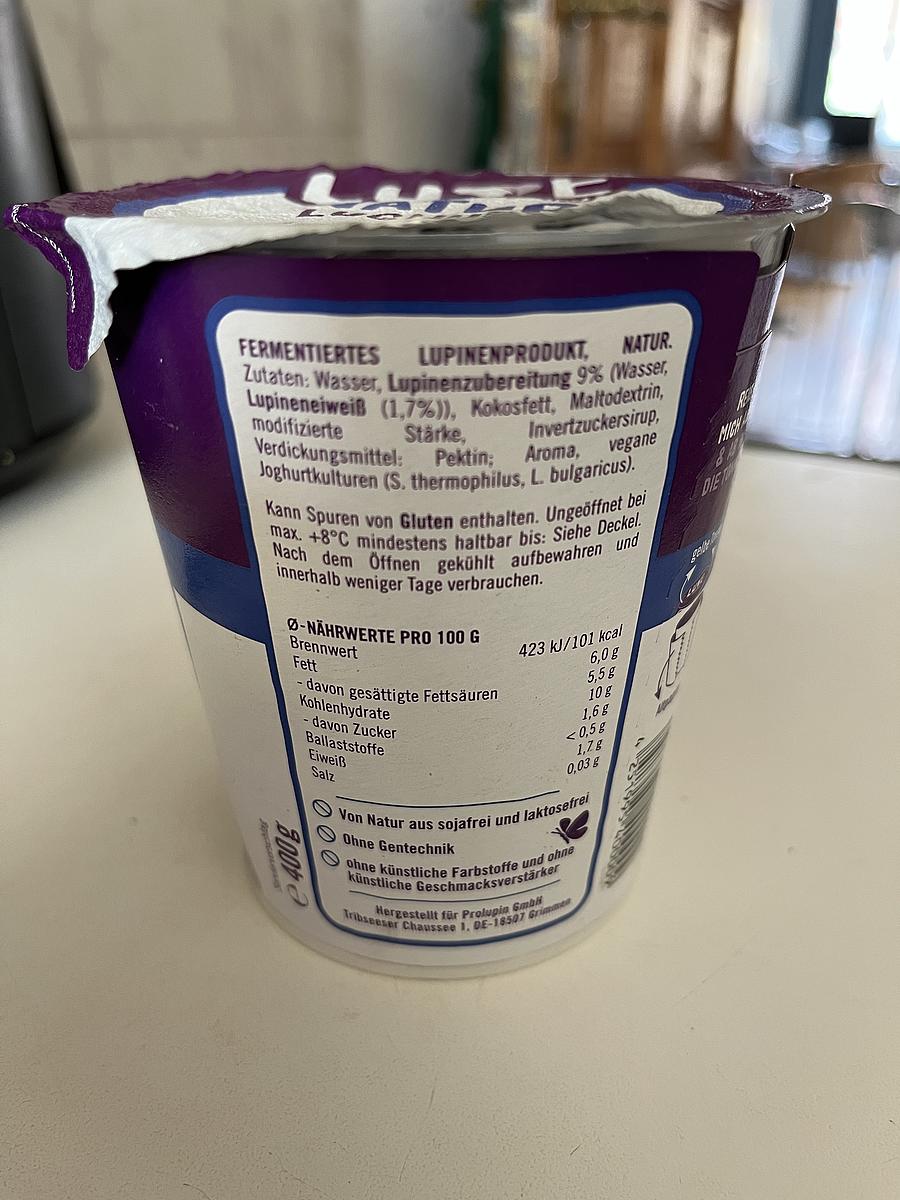 LUVE
FERMENTIERTES LUPINENPRODUKT, NATUR.
Zutaten: Wasser, Lupinenzubereitung 9% (Wasser,
Lupineneiweiß (1,7%)), Kokosfett, Maltodextrin,
modifizierte Stärke, Invertzuckersirup,
Verdickungsmittel: Pektin; Aroma, vegane
Joghurtkulturen (S. thermophilus, L. bulgaricus).
Kann Spuren von Gluten enthalten. Ungeöffnet bei
max. +8°C mindestens haltbar bis: Siehe Deckel.
Nach dem Öffnen gekühlt aufbewahren und
innerhalb weniger Tage verbrauchen.
Ø-NÄHRWERTE PRO 100 G
Brennwert 423 kJ/101 kcal
Fett 6,0 g
- davon gesättigte Fettsäuren 5,5 g
Kohlenhydrate 10 g
- davon Zucker 1,6 g
Ballaststoffe <0,5 g
Eiweiß 1,7 g
Salz 0,03 g
Von Natur aus sojafrei und laktosefrei
Ohne Gentechnik
ohne künstliche Farbstoffe und ohne
künstliche Geschmacksverstärker
Hergestellt für Prolupin GmbH
Tribseeser Chaussee 1, DE-18507 Grimmen
℮ 400g
MICH
& 
DIE
gelbe